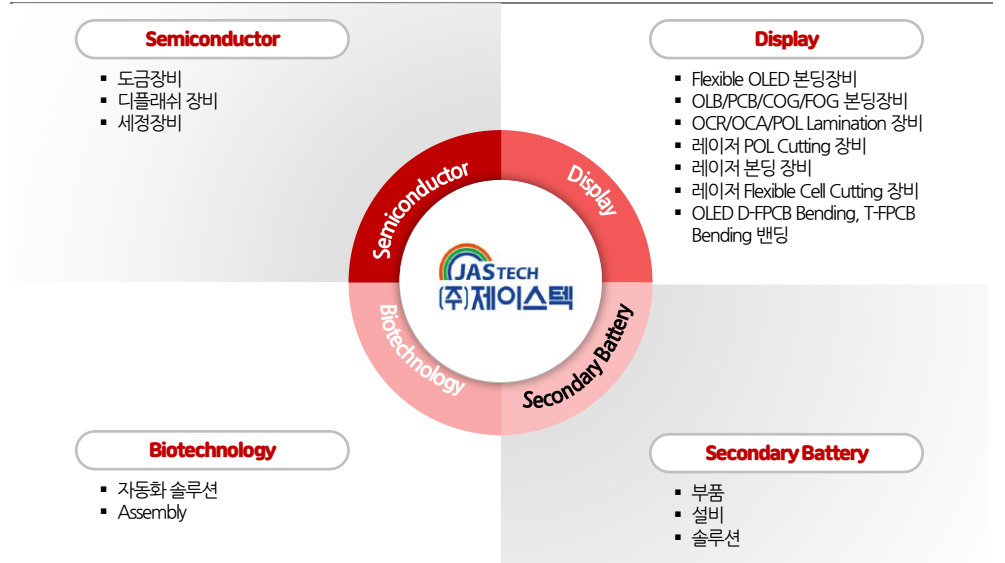 Semiconductor
▪ 도금장비
▪ 디플래쉬 장비
▪ 세정장비
Display
▪ Flexible OLED 본딩장비
▪ OLB/PCB/COG/FOG 본딩장비
▪ OCR/OCA/POL Lamination 장비
▪ 레이저 POL Cutting 장비
▪ 레이저 본딩 장비
▪ 레이저 Flexible Cell Cutting 장비
▪ OLED D-FPCB Bending, T-FPCB
Bending 밴딩
Semiconductor
Display
JASTECH
(주)제이스텍
Biotechnology
Secondary Battery
Biotechnology
▪ 자동화 솔루션
▪ Assembly
Secondary Battery
▪ 부품
▪ 설비
▪ 솔루션